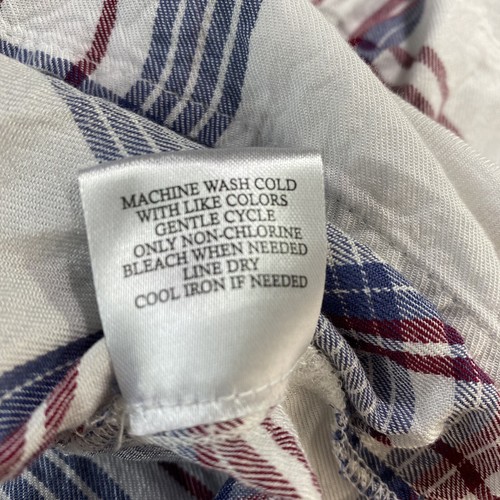 MACHINE WASH COLD
WITH LIKE COLORS
GENTLE CYCLE
ONLY NON-CHLORINE
BLEACH WHEN NEEDED
LINE DRY
COOL IRON IF NEEDED